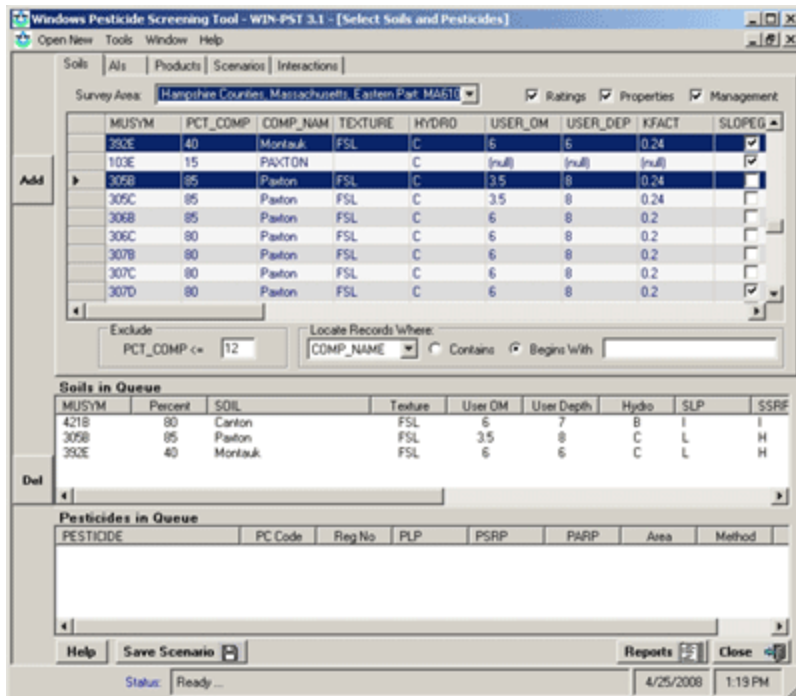 Windows Pesticide Screening Tool - WIN-PST 3.1 - [Select Soils and Pesticides]
Open New Tools Window Help
Soils AIs Products Scenarios Interactions
Survey Area: Hampshire Counties, Massachusetts, Eastern Part: MA610 Ratings Properties Management
MUSYM PCT_COMP COMP_NAM TEXTURE HYDRO USER_OM USER_DEP KFACT SLOPEG
392E 40 Montauk FSL C 6 6 0.24
103E 15 PAXTON C (null) (null) (null)
305B 85 Paxton FSL C 3.5 8 0.24
305C 85 Paxton FSL C 3.5 8 0.24
306B 85 Paxton FSL C 6 8 0.2
306C 80 Paxton FSL C 6 8 0.2
307B 80 Paxton FSL C 6 8 0.2
307C 80 Paxton FSL C 6 8 0.2
307D 80 Paxton FSL C 6 8 0.2
Add
Exclude
PCT_COMP <= 12
Locate Records Where:
COMP_NAME Contains Begins With
Soils in Queue
MUSYM Percent SOIL Texture User OM User Depth Hydro SLP SSRF
421B 80 Canton FSL 6 7 B I I
305B 85 Paxton FSL 3.5 8 C L H
392E 40 Montauk FSL 6 6 C L H
Del
Pesticides in Queue
PESTICIDE PC Code Reg No PLP PSRP PARP Area Method
Help Save Scenario Reports Close
Status: Ready ... 4/25/2008 1:19 PM